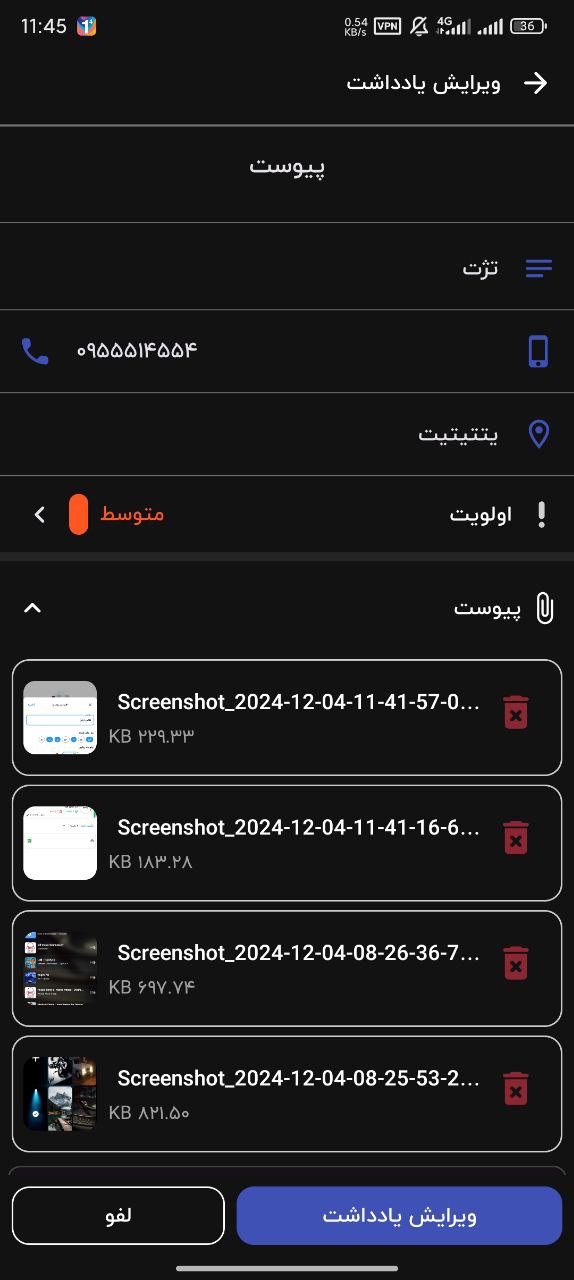 11:45
0.54 KB/s VPN 4G 36
ویرایش یادداشت
پیوست
تژت
۰۹۵۵۵۱۴۵۵۴
یتتیتیت
اولویت متوسط
پیوست
Screenshot_2024-12-04-11-41-57-0...
KB ۲۲۹.۳۳
Screenshot_2024-12-04-11-41-16-6...
KB ۱۸۳.۲۸
Screenshot_2024-12-04-08-26-36-7...
KB ۶۹۷.۷۴
Screenshot_2024-12-04-08-25-53-2...
KB ۸۲۱.۵۰
ویرایش یادداشت
لغو